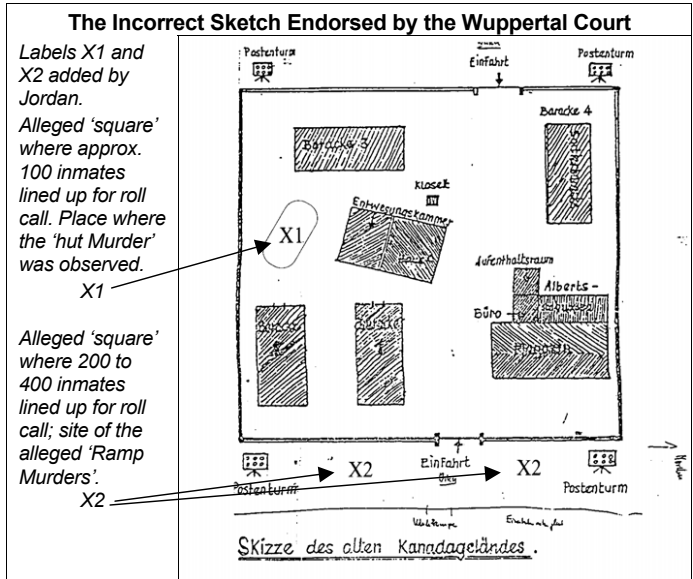 The Incorrect Sketch Endorsed by the Wuppertal Court
Labels X1 and
X2 added by
Jordan.
Alleged ‘square’
where approx.
100 inmates
lined up for roll
call. Place where
the ‘hut Murder’
was observed.
X1
Alleged ‘square’
where 200 to
400 inmates
lined up for roll
call; site of the
alleged ‘Ramp
Murders’.
X2
Postenturm
Einfahrt
Postenturm
Baracke 3
Baracke 4
Klosett
Entwesungskammer
X1
Aufenthaltsraum
Alberts-
Büro
Magazin
X2
Einfahrt
X2
Postenturm
Postenturm
Skizze des alten Kanadageländes.